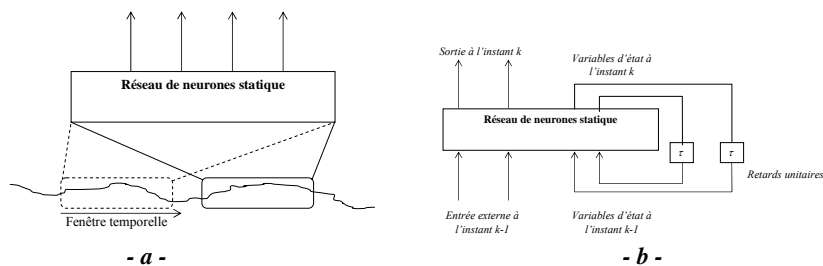 Réseau de neurones statique
Fenêtre temporelle
- a -
Sortie à l'instant k
Variables d'état à
l'instant k
Réseau de neurones statique
τ
τ
Retards unitaires
Entrée externe à
l'instant k-1
Variables d'état à
l'instant k-1
- b -